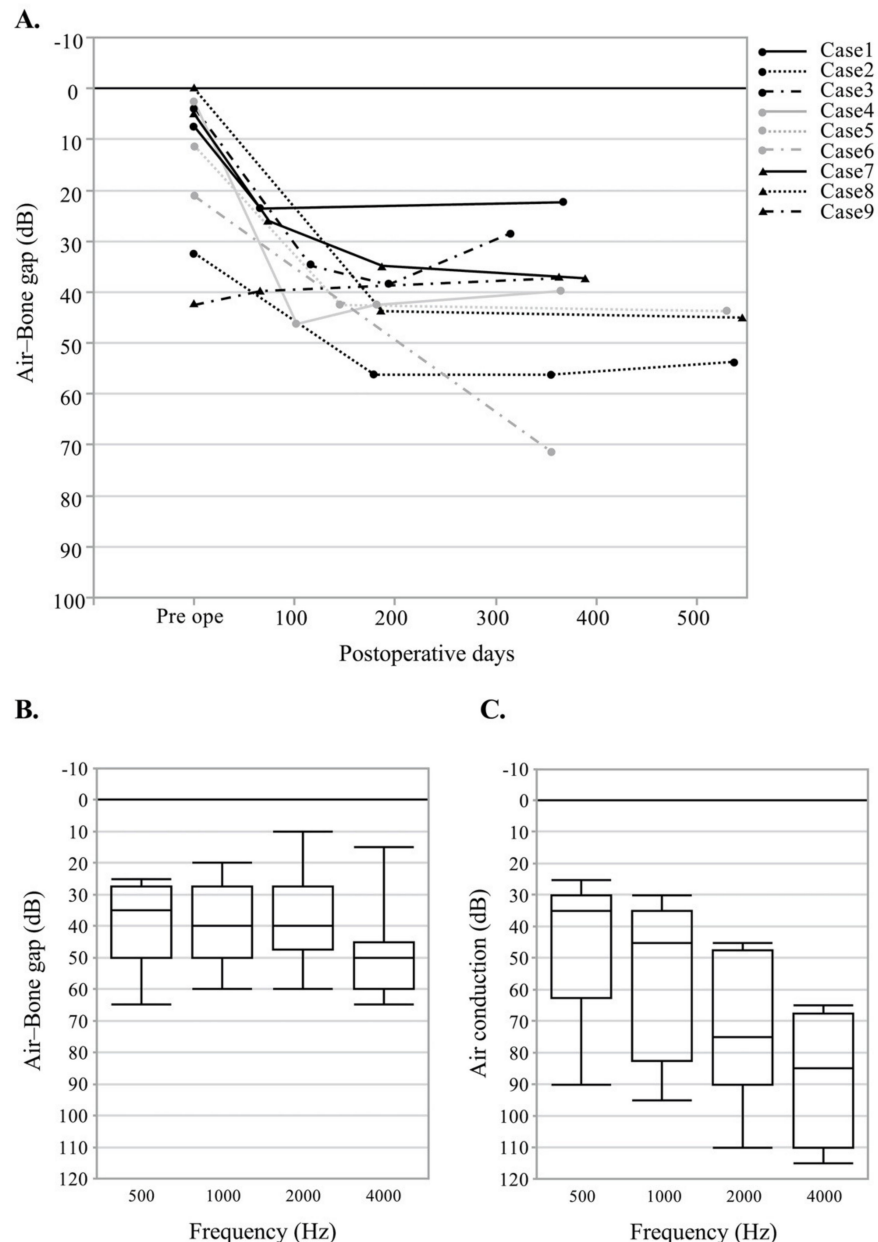 A.
-10
0
10
20
30
40
50
60
70
80
90
100
Air–Bone gap (dB)
Pre ope 100 200 300 400 500
Postoperative days
Case1
Case2
Case3
Case4
Case5
Case6
Case7
Case8
Case9
B.
-10
0
10
20
30
40
50
60
70
80
90
100
110
120
Air–Bone gap (dB)
500 1000 2000 4000
Frequency (Hz)
C.
-10
0
10
20
30
40
50
60
70
80
90
100
110
120
Air conduction (dB)
500 1000 2000 4000
Frequency (Hz)